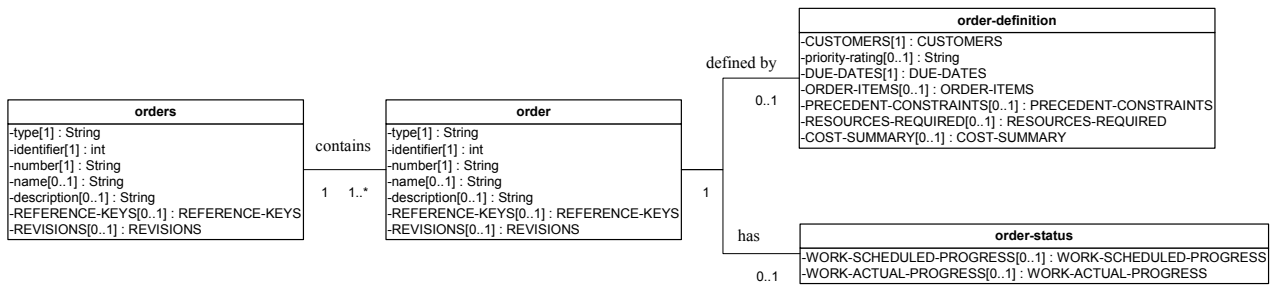 orders
-type[1] : String
-identifier[1] : int
-number[1] : String
-name[0..1] : String
-description[0..1] : String
-REFERENCE-KEYS[0..1] : REFERENCE-KEYS
-REVISIONS[0..1] : REVISIONS
contains
1 1..*
order
-type[1] : String
-identifier[1] : int
-number[1] : String
-name[0..1] : String
-description[0..1] : String
-REFERENCE-KEYS[0..1] : REFERENCE-KEYS
-REVISIONS[0..1] : REVISIONS
1
defined by
0..1
order-definition
-CUSTOMERS[1] : CUSTOMERS
-priority-rating[0..1] : String
-DUE-DATES[1] : DUE-DATES
-ORDER-ITEMS[0..1] : ORDER-ITEMS
-PRECEDENT-CONSTRAINTS[0..1] : PRECEDENT-CONSTRAINTS
-RESOURCES-REQUIRED[0..1] : RESOURCES-REQUIRED
-COST-SUMMARY[0..1] : COST-SUMMARY
has
0..1
order-status
-WORK-SCHEDULED-PROGRESS[0..1] : WORK-SCHEDULED-PROGRESS
-WORK-ACTUAL-PROGRESS[0..1] : WORK-ACTUAL-PROGRESS